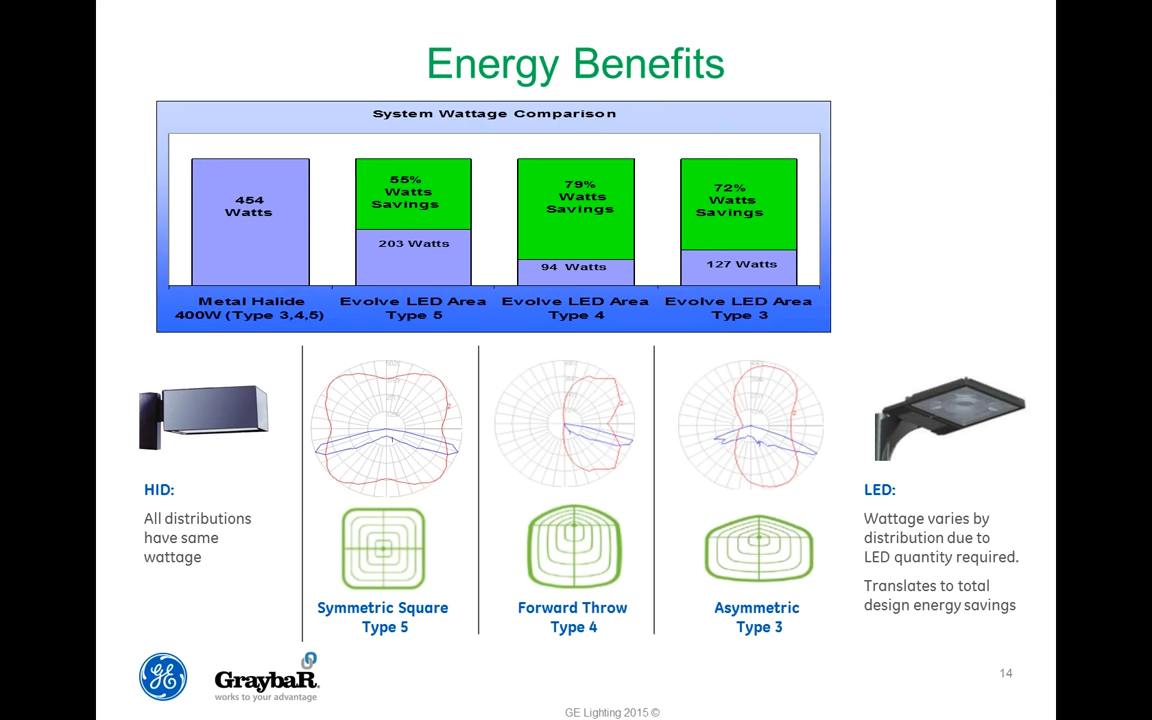 Energy Benefits
System Wattage Comparison
454
Watts
55%
Watts
Savings
203 Watts
79%
Watts
Savings
94 Watts
72%
Watts
Savings
127 Watts
Metal Halide
400W (Type 3,4,5)
Evolve LED Area
Type 5
Evolve LED Area
Type 4
Evolve LED Area
Type 3
HID:
All distributions
have same
wattage
Symmetric Square
Type 5
Forward Throw
Type 4
Asymmetric
Type 3
LED:
Wattage varies by
distribution due to
LED quantity required.
Translates to total
design energy savings
GE
GraybaR.
works to your advantage
14
GE Lighting 2015 ©